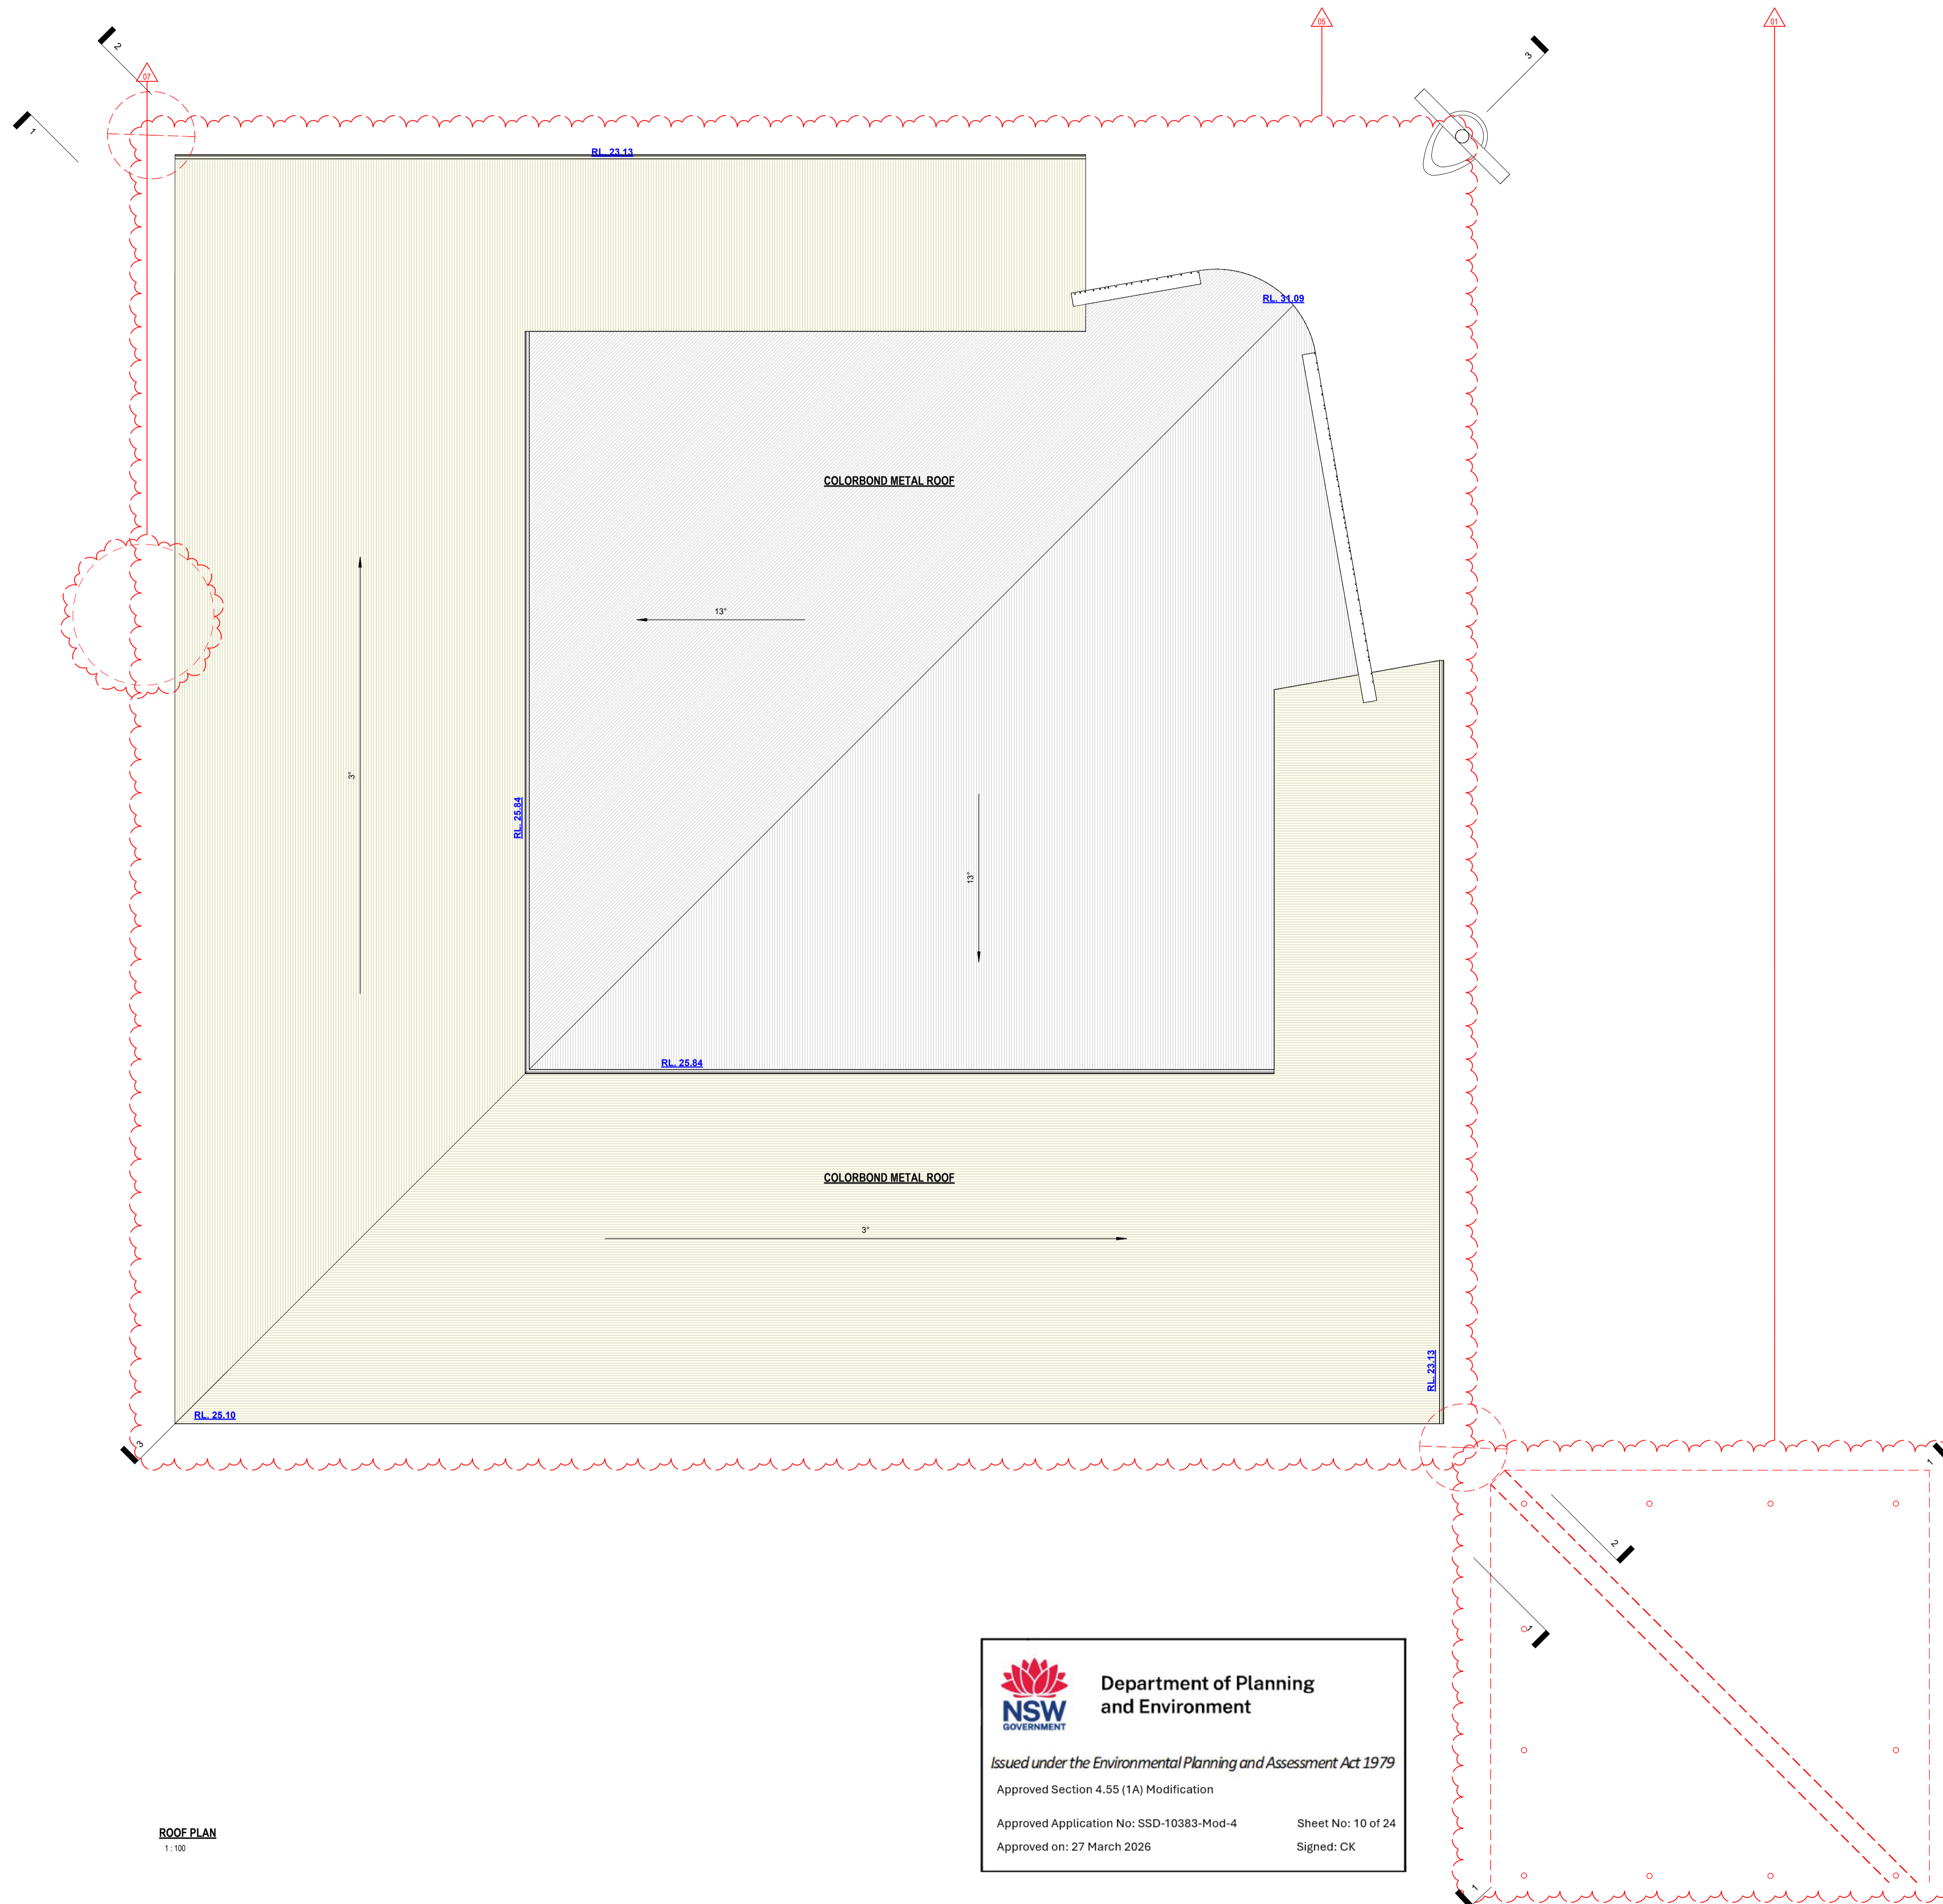 05
01
2
3
07
1
RL. 23.13
RL. 31.09
COLORBOND METAL ROOF
13°
3°
RL. 25.84
13°
RL. 25.84
COLORBOND METAL ROOF
3°
RL. 23.13
RL. 25.10
3
1
2
1
NSW
GOVERNMENT
Department of Planning
and Environment
Issued under the Environmental Planning and Assessment Act 1979
Approved Section 4.55 (1A) Modification
Approved Application No: SSD-10383-Mod-4 Sheet No: 10 of 24
Approved on: 27 March 2026 Signed: CK
ROOF PLAN
1 : 100
1